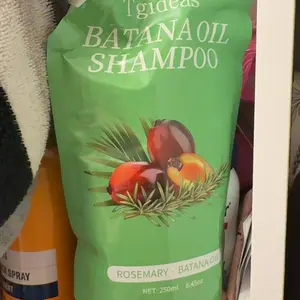 Tgideas
BATANA OIL
SHAMPOO
ROSEMARY - BATANA OIL
NET: 250ml 8.45oz
SPRAY